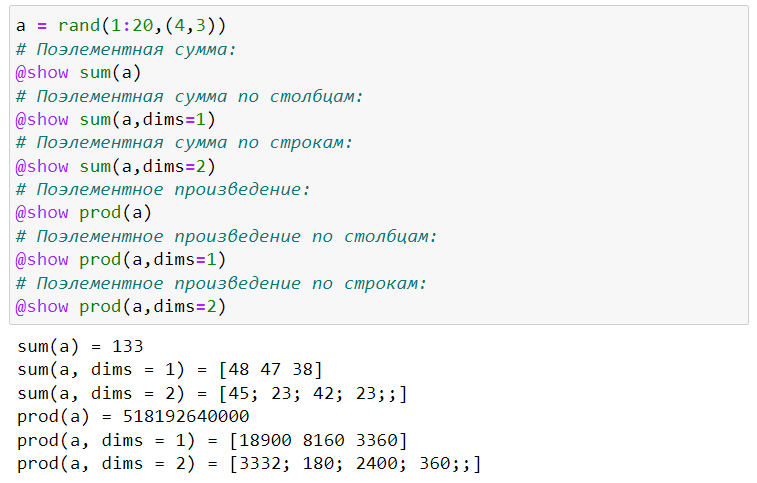 a = rand(1:20,(4,3))
# Поэлементная сумма:
@show sum(a)
# Поэлементная сумма по столбцам:
@show sum(a,dims=1)
# Поэлементная сумма по строкам:
@show sum(a,dims=2)
# Поэлементное произведение:
@show prod(a)
# Поэлементное произведение по столбцам:
@show prod(a,dims=1)
# Поэлементное произведение по строкам:
@show prod(a,dims=2)
sum(a) = 133
sum(a, dims = 1) = [48 47 38]
sum(a, dims = 2) = [45; 23; 42; 23;;]
prod(a) = 518192640000
prod(a, dims = 1) = [18900 8160 3360]
prod(a, dims = 2) = [3332; 180; 2400; 360;;]